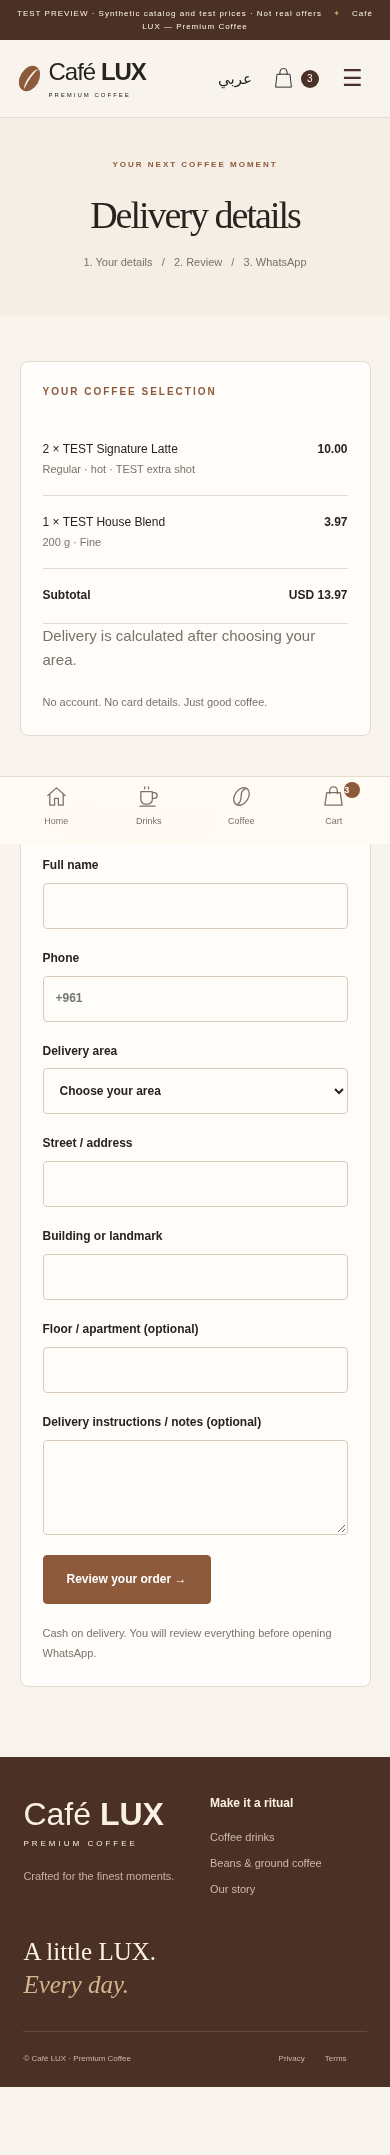 TEST PREVIEW · Synthetic catalog and test prices · Not real offers ✦ Café
LUX — Premium Coffee
Café LUX
PREMIUM COFFEE
عربي
3
YOUR NEXT COFFEE MOMENT
Delivery details
1. Your details / 2. Review / 3. WhatsApp
YOUR COFFEE SELECTION
2 × TEST Signature Latte 10.00
Regular · hot · TEST extra shot
1 × TEST House Blend 3.97
200 g · Fine
Subtotal USD 13.97
Delivery is calculated after choosing your
area.
No account. No card details. Just good coffee.
3
Home Drinks Coffee Cart
Full name
Phone
+961
Delivery area
Choose your area
Street / address
Building or landmark
Floor / apartment (optional)
Delivery instructions / notes (optional)
Review your order →
Cash on delivery. You will review everything before opening
WhatsApp.
Café LUX
PREMIUM COFFEE
Crafted for the finest moments.
Make it a ritual
Coffee drinks
Beans & ground coffee
Our story
A little LUX.
Every day.
© Café LUX · Premium Coffee
Privacy Terms